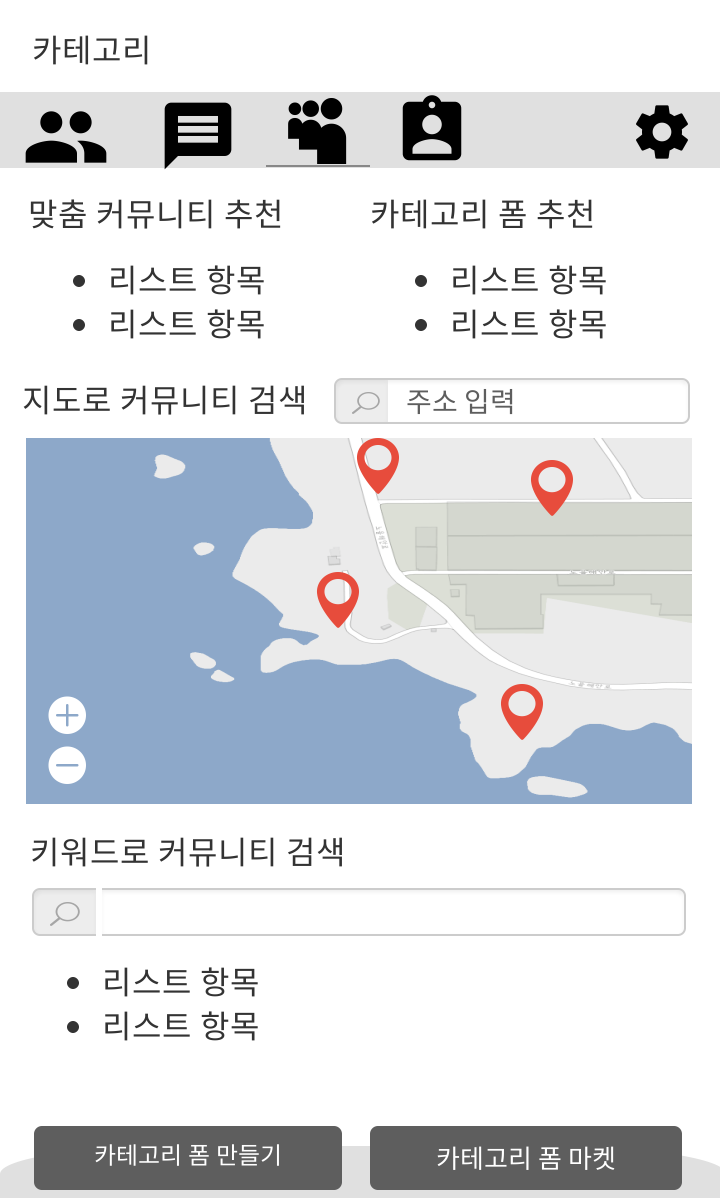 카테고리
맞춤 커뮤니티 추천
카테고리 폼 추천
• 리스트 항목
• 리스트 항목
• 리스트 항목
• 리스트 항목
지도로 커뮤니티 검색
주소 입력
키워드로 커뮤니티 검색
• 리스트 항목
• 리스트 항목
카테고리 폼 만들기
카테고리 폼 마켓